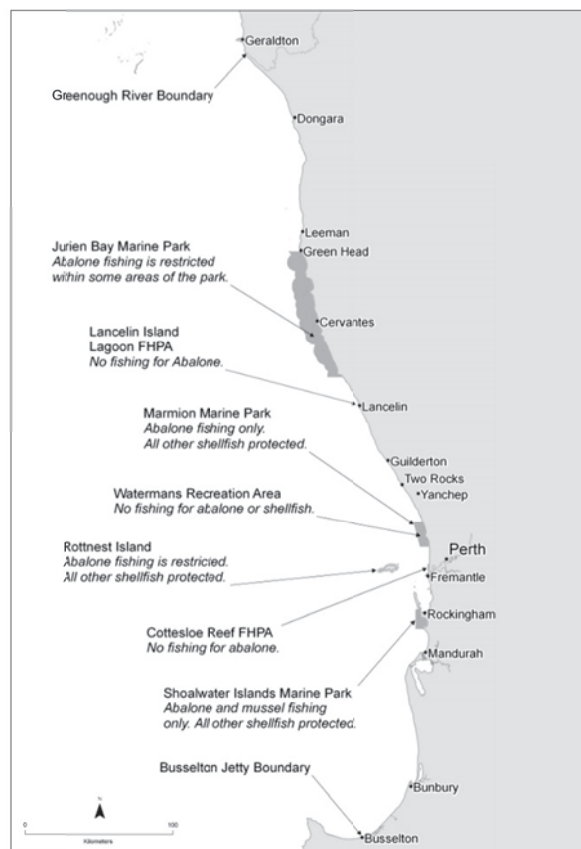 Geraldton
Greenough River Boundary
Dongara
Leeman
Green Head
Jurien Bay Marine Park
Abalone fishing is restricted
within some areas of the park.
Cervantes
Lancelin Island
Lagoon FHPA
No fishing for Abalone.
Lancelin
Marmion Marine Park
Abalone fishing only.
All other shellfish protected.
Guilderton
Two Rocks
Yanchep
Watermans Recreation Area
No fishing for abalone or shellfish.
Perth
Rottnest Island
Abalone fishing is restricted.
All other shellfish protected.
Fremantle
Rockingham
Cottesloe Reef FHPA
No fishing for abalone.
Mandurah
Shoalwater Islands Marine Park
Abalone and mussel fishing
only. All other shellfish protected.
Busselton Jetty Boundary
Bunbury
N
0 100
Kilometers
Busselton